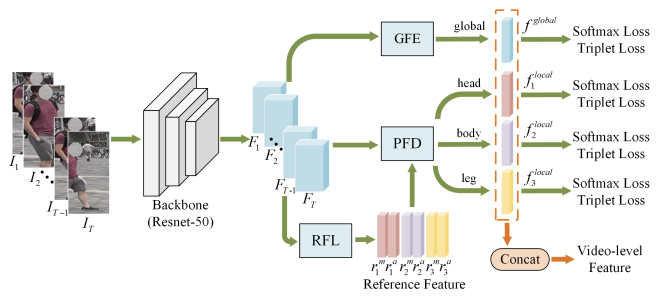 global
f^{global}
Softmax Loss
Triplet Loss
GFE
head
f_1^{local}
Softmax Loss
Triplet Loss
I_1
I_2
I_{T-1}
I_T
Backbone
(Resnet-50)
F_1
F_2
F_{T-1}
F_T
PFD
body
f_2^{local}
Softmax Loss
Triplet Loss
leg
f_3^{local}
Softmax Loss
Triplet Loss
RFL
r_1^m r_1^a r_2^m r_2^a r_3^m r_3^a
Reference Feature
Concat
Video-level
Feature